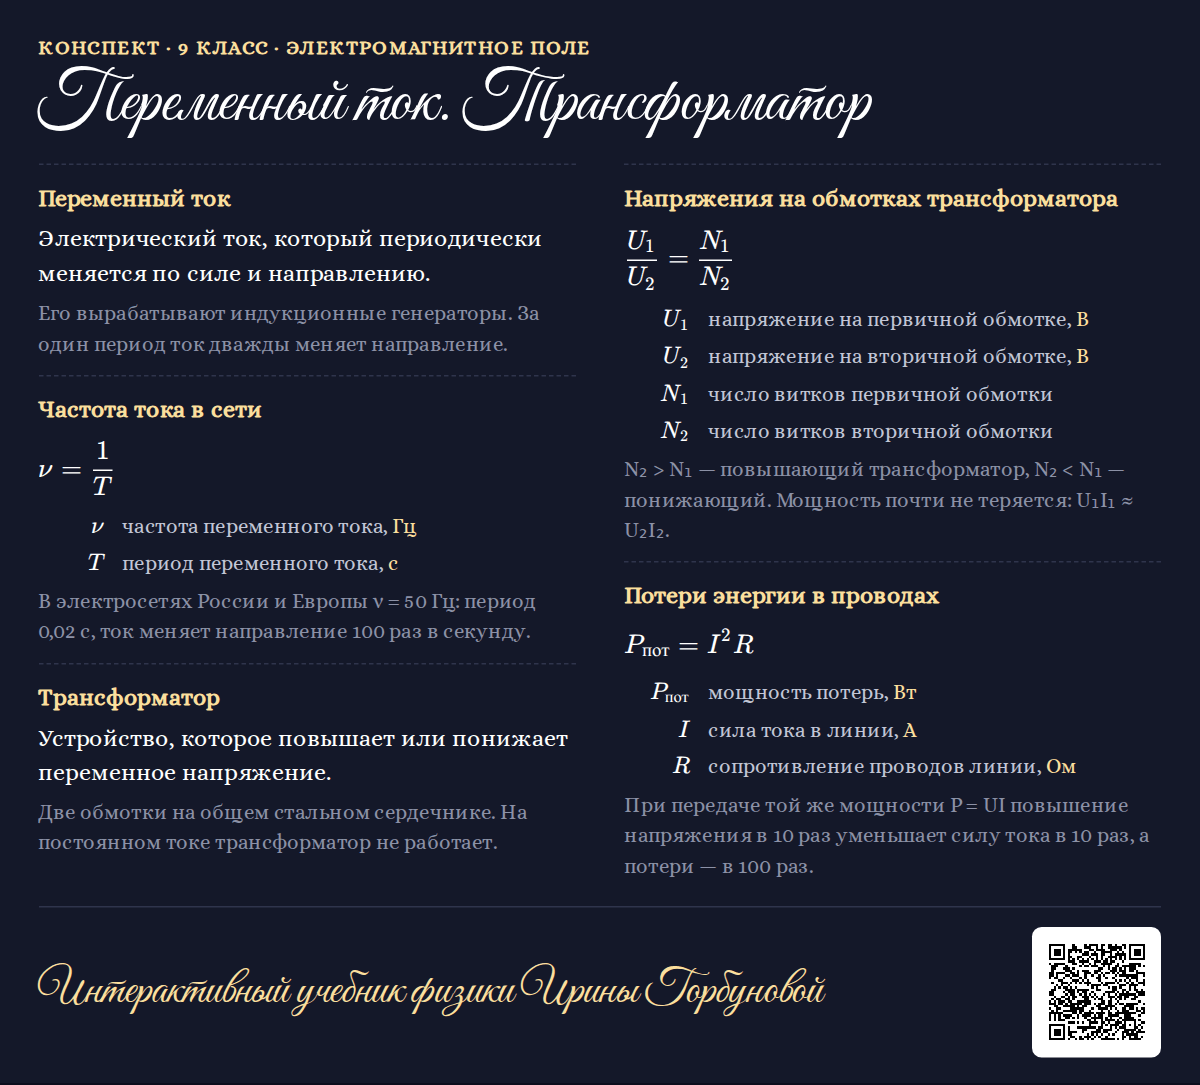 КОНСПЕКТ · 9 КЛАСС · ЭЛЕКТРОМАГНИТНОЕ ПОЛЕ
Переменный ток. Трансформатор
Переменный ток
Электрический ток, который периодически
меняется по силе и направлению.
Его вырабатывают индукционные генераторы. За
один период ток дважды меняет направление.
Частота тока в сети
ν = 1/T
ν частота переменного тока, Гц
T период переменного тока, с
В электросетях России и Европы ν = 50 Гц: период
0,02 с, ток меняет направление 100 раз в секунду.
Трансформатор
Устройство, которое повышает или понижает
переменное напряжение.
Две обмотки на общем стальном сердечнике. На
постоянном токе трансформатор не работает.
Напряжения на обмотках трансформатора
U₁/U₂ = N₁/N₂
U₁ напряжение на первичной обмотке, В
U₂ напряжение на вторичной обмотке, В
N₁ число витков первичной обмотки
N₂ число витков вторичной обмотки
N₂ > N₁ — повышающий трансформатор, N₂ < N₁ —
понижающий. Мощность почти не теряется: U₁I₁ ≈
U₂I₂.
Потери энергии в проводах
Pпот = I²R
Pпот мощность потерь, Вт
I сила тока в линии, А
R сопротивление проводов линии, Ом
При передаче той же мощности P = UI повышение
напряжения в 10 раз уменьшает силу тока в 10 раз, а
потери — в 100 раз.
Интерактивный учебник физики Ирины Горбуновой